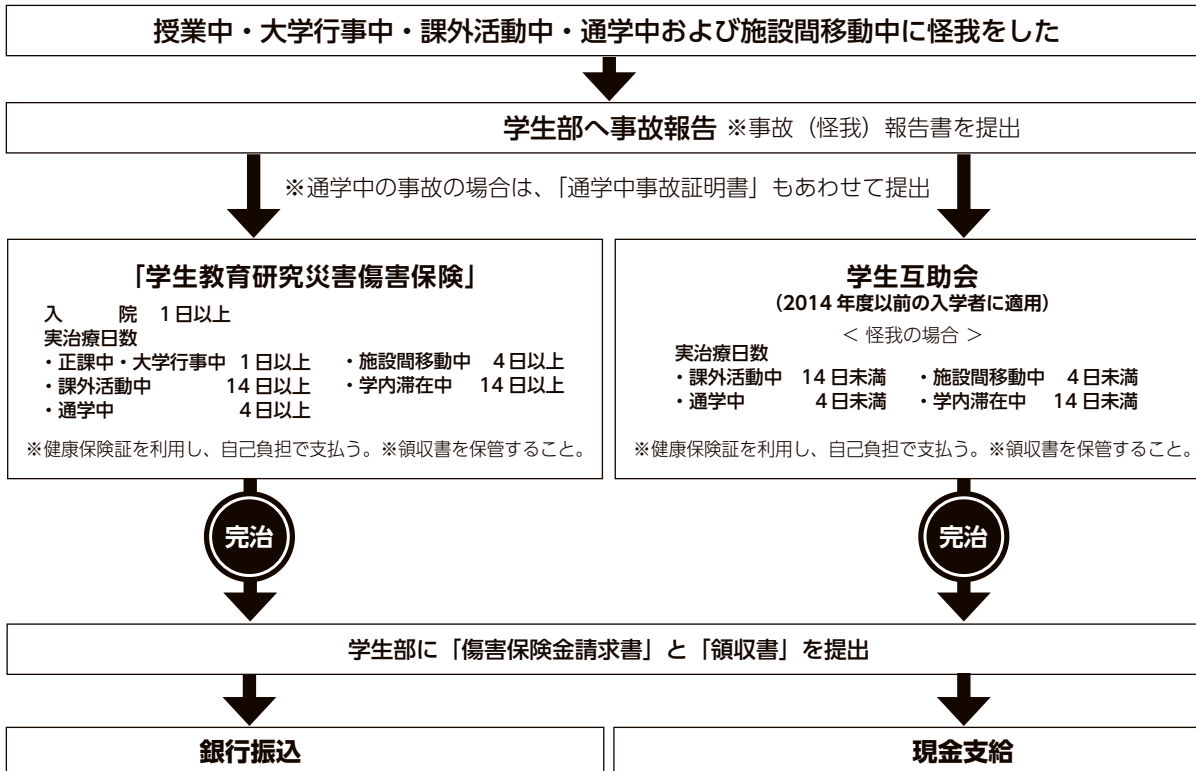 授業中・大学行事中・課外活動中・通学中および施設間移動中に怪我をした
学生部へ事故報告 ※事故（怪我）報告書を提出
※通学中の事故の場合は、「通学中事故証明書」もあわせて提出
「学生教育研究災害傷害保険」
入　　院　1日以上
実治療日数
・正課中・大学行事中 1日以上　・施設間移動中 4日以上
・課外活動中 14日以上　・学内滞在中 14日以上
・通学中 4日以上
※健康保険証を利用し、自己負担で支払う。※領収書を保管すること。
学生互助会
（2014 年度以前の入学者に適用）
＜ 怪我の場合 ＞
実治療日数
・課外活動中 14日未満　・施設間移動中 4日未満
・通学中 4日未満　・学内滞在中 14日未満
※健康保険証を利用し、自己負担で支払う。※領収書を保管すること。
完治
完治
学生部に「傷害保険金請求書」と「領収書」を提出
銀行振込
現金支給